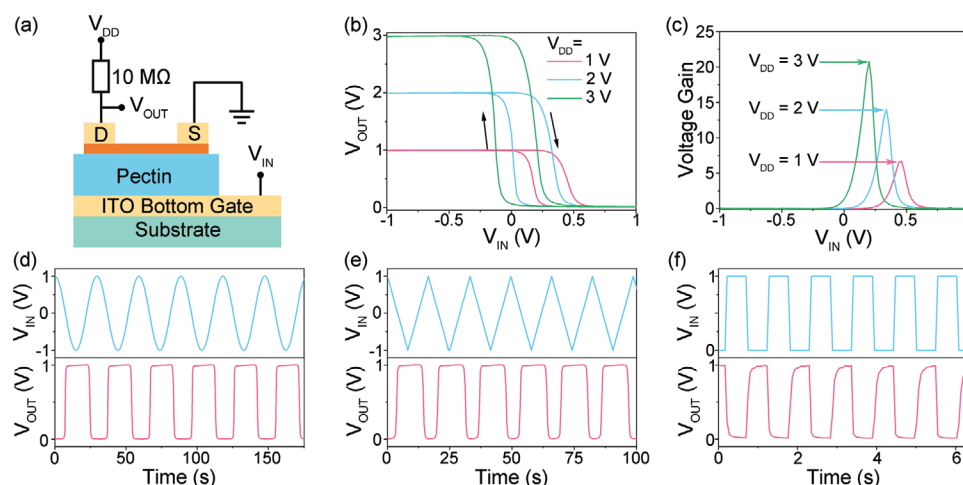 (a)
V_DD
10 MΩ
V_OUT
D
S
V_IN
Pectin
ITO Bottom Gate
Substrate
(b)
V_OUT (V)
3
2
1
0
V_DD=
1 V
2 V
3 V
-1 -0.5 0 0.5 1
V_IN (V)
(c)
Voltage Gain
25
20
15
10
5
0
V_DD = 3 V
V_DD = 2 V
V_DD = 1 V
-1 -0.5 0 0.5
V_IN (V)
(d)
V_IN (V)
1
0
-1
V_OUT (V)
1
0
0 50 100 150
Time (s)
(e)
V_IN (V)
1
0
-1
V_OUT (V)
1
0
0 25 50 75 100
Time (s)
(f)
V_IN (V)
1
0
V_OUT (V)
1
0
0 2 4 6
Time (s)